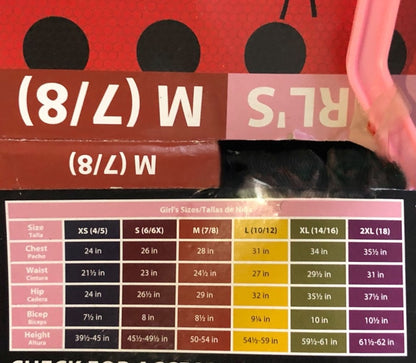 M (7/8)
RL'S
M (7/8)
Girl's Sizes/Tallas de
Size XS (4/5) S (6/6X) M (7/8) L (10/12) XL (14/16) 2XL (18)
Talla
Chest 24 in 26 in 28 in 31 in 34 in 35½ in
Pecho
Waist 21½ in 23 in 24½ in 27 in 29½ in 31 in
Cintura
Hip 24 in 26½ in 29 in 32 in 35½ in 37½ in
Cadera
Bicep 7½ in 8 in 8½ in 9¼ in 10 in 10½ in
Biceps
Height 39½-45 in 45½-49½ in 50-54 in 54½-59 in 59½-61 in 61½-62 in
Altura